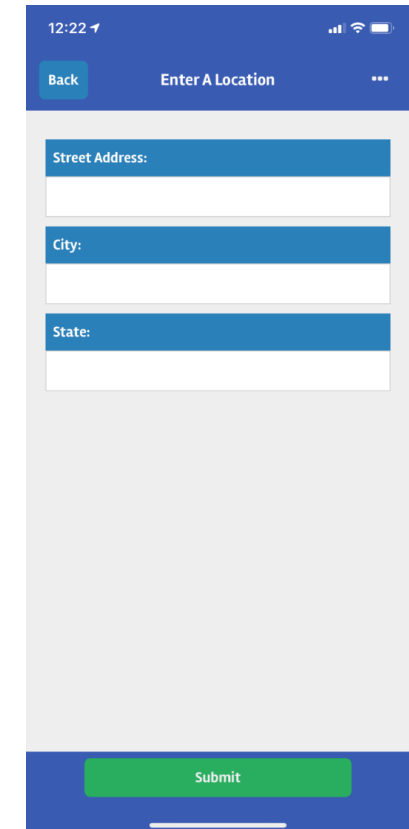 12:22
Back
Enter A Location
Street Address:
City:
State:
Submit